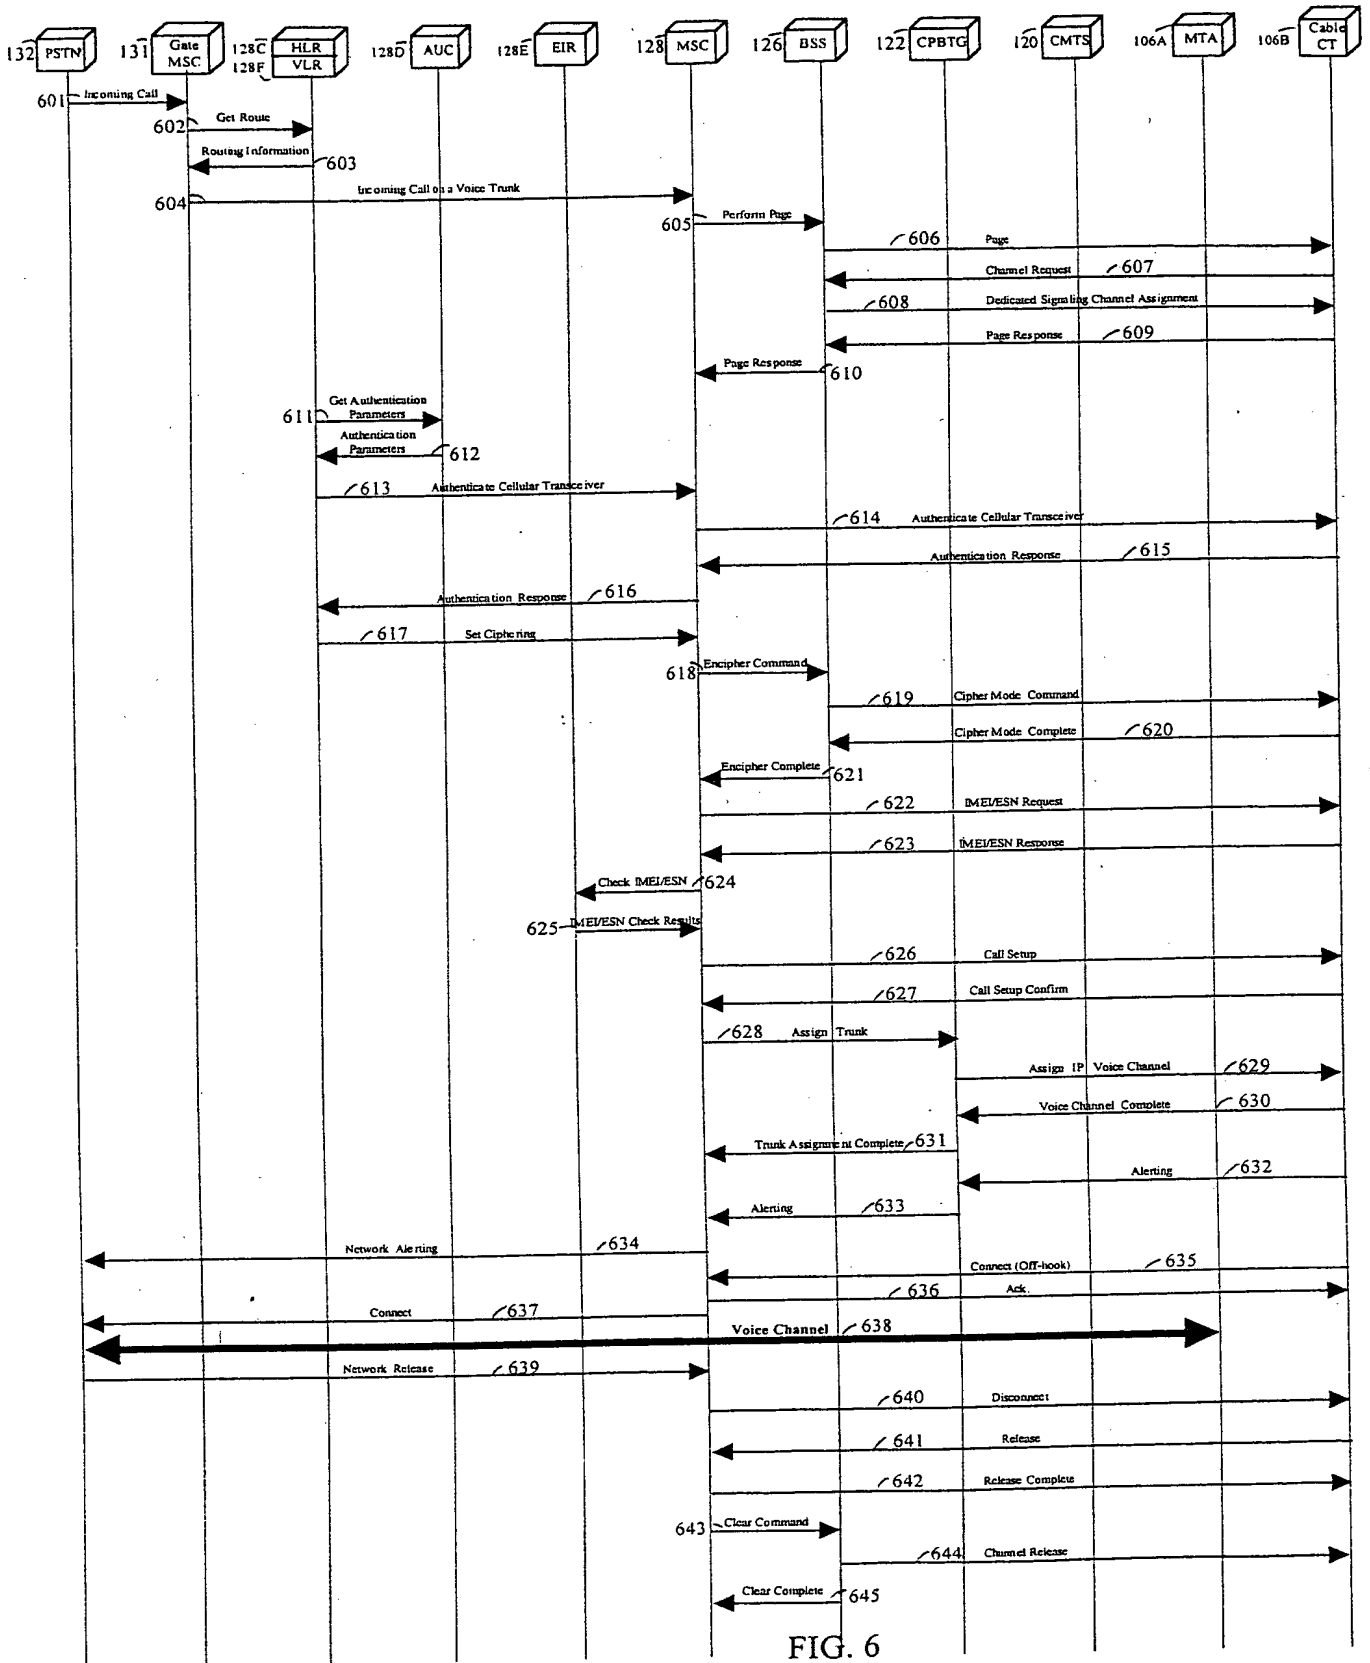 132 PSTN 131 Gate MSC 128C HLR 128F VLR 128D AUC 128E EIR 128 MSC 126 BSS 122 CPBTG 120 CMTS 106A MTA 106B Cable CT
601 Incoming Call
602 Get Route
Routing Information 603
604 Incoming Call on a Voice Trunk
605 Perform Page
606 Page
Channel Request 607
608 Dedicated Signaling Channel Assignment
Page Response 609
Page Response 610
611 Get Authentication Parameters
Authentication Parameters 612
613 Authenticate Cellular Transceiver
614 Authenticate Cellular Transceiver
Authentication Response 615
Authentication Response 616
617 Set Ciphering
618 Encipher Command
619 Cipher Mode Command
Cipher Mode Complete 620
Encipher Complete 621
622 IMEI/ESN Request
623 IMEI/ESN Response
Check IMEI/ESN 624
625 IMEI/ESN Check Results
626 Call Setup
627 Call Setup Confirm
628 Assign Trunk
Assign IP Voice Channel 629
Voice Channel Complete 630
Trunk Assignment Complete 631
Alerting 632
Alerting 633
Network Alerting 634
Connect (Off-hook) 635
636 Ack.
Connect 637
Voice Channel 638
Network Release 639
640 Disconnect
641 Release
642 Release Complete
643 Clear Command
644 Channel Release
Clear Complete 645
FIG. 6